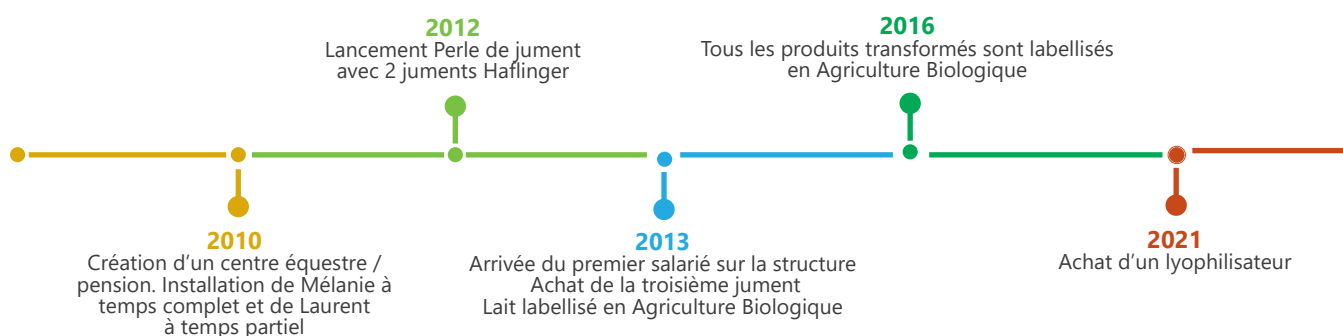 2012
Lancement Perle de jument
avec 2 juments Haflinger
2016
Tous les produits transformés sont labellisés
en Agriculture Biologique
2010
Création d'un centre équestre /
pension. Installation de Mélanie à
temps complet et de Laurent
à temps partiel
2013
Arrivée du premier salarié sur la structure
Achat de la troisième jument
Lait labellisé en Agriculture Biologique
2021
Achat d'un lyophilisateur